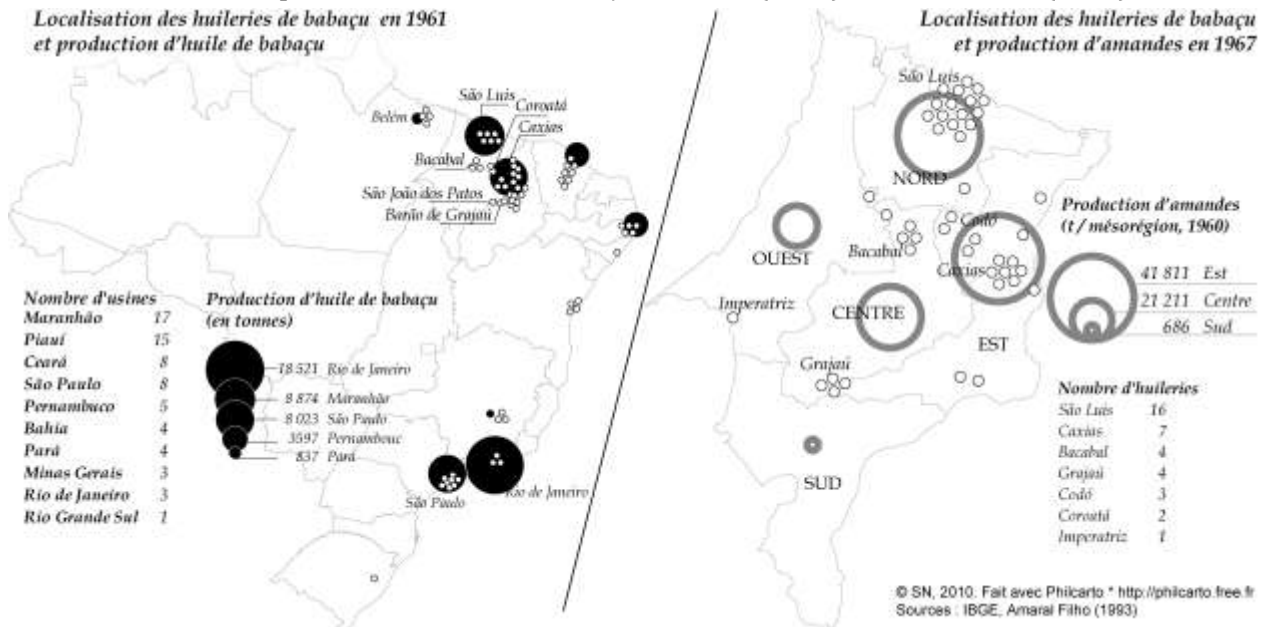 Localisation des huileries de babaçu en 1961
et production d'huile de babaçu
Belém
São Luis
Coroatá
Caxias
Bacabal
São João dos Patos
Barão de Grajaú
Nombre d'usines
Maranhão 17
Piauí 15
Ceará 8
São Paulo 8
Pernambuco 5
Bahia 4
Pará 4
Minas Gerais 3
Rio de Janeiro 3
Rio Grande Sul 1
Production d'huile de babaçu
(en tonnes)
18 521 Rio de Janeiro
8 874 Maranhão
8 023 São Paulo
3597 Pernambouc
837 Pará
São Paulo
Rio de Janeiro
Localisation des huileries de babaçu
et production d'amandes en 1967
São Luis
NORD
OUEST
Bacabal
Codó
Caxias
Imperatriz
CENTRE
EST
Grajaú
SUD
Production d'amandes
(t / mésorégion, 1960)
41 811 Est
21 211 Centre
686 Sud
Nombre d'huileries
São Luis 16
Caxias 7
Bacabal 4
Grajaú 4
Codó 3
Coroatá 2
Imperatriz 1
© SN, 2010. Fait avec Philcarto * http://philcarto.free.fr
Sources : IBGE, Amaral Filho (1993)